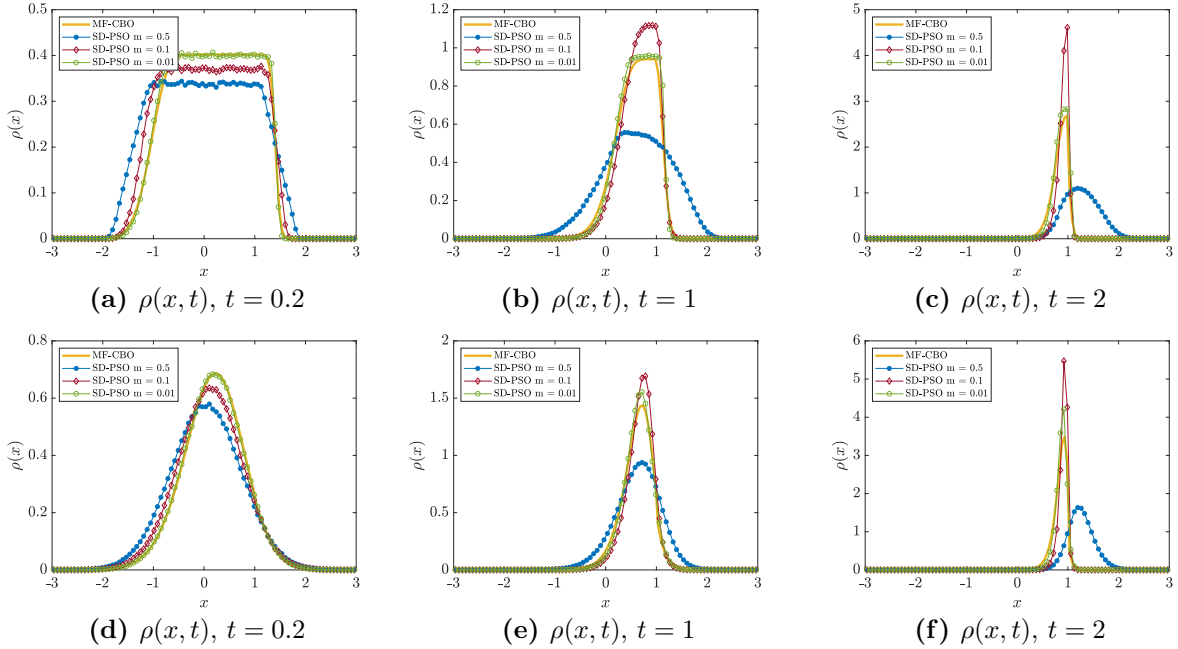 0.5
0.4
0.3
0.2
0.1
0
ρ(x)
MF-CBO
SD-PSO m = 0.5
SD-PSO m = 0.1
SD-PSO m = 0.01
-3 -2 -1 0 1 2 3
x
(a) ρ(x, t), t = 0.2
1.2
1
0.8
0.6
0.4
0.2
0
ρ(x)
MF-CBO
SD-PSO m = 0.5
SD-PSO m = 0.1
SD-PSO m = 0.01
-3 -2 -1 0 1 2 3
x
(b) ρ(x, t), t = 1
5
4
3
2
1
0
ρ(x)
MF-CBO
SD-PSO m = 0.5
SD-PSO m = 0.1
SD-PSO m = 0.01
-3 -2 -1 0 1 2 3
x
(c) ρ(x, t), t = 2
0.8
0.6
0.4
0.2
0
ρ(x)
MF-CBO
SD-PSO m = 0.5
SD-PSO m = 0.1
SD-PSO m = 0.01
-3 -2 -1 0 1 2 3
x
(d) ρ(x, t), t = 0.2
2
1.5
1
0.5
0
ρ(x)
MF-CBO
SD-PSO m = 0.5
SD-PSO m = 0.1
SD-PSO m = 0.01
-3 -2 -1 0 1 2 3
x
(e) ρ(x, t), t = 1
6
5
4
3
2
1
0
ρ(x)
MF-CBO
SD-PSO m = 0.5
SD-PSO m = 0.1
SD-PSO m = 0.01
-3 -2 -1 0 1 2 3
x
(f) ρ(x, t), t = 2